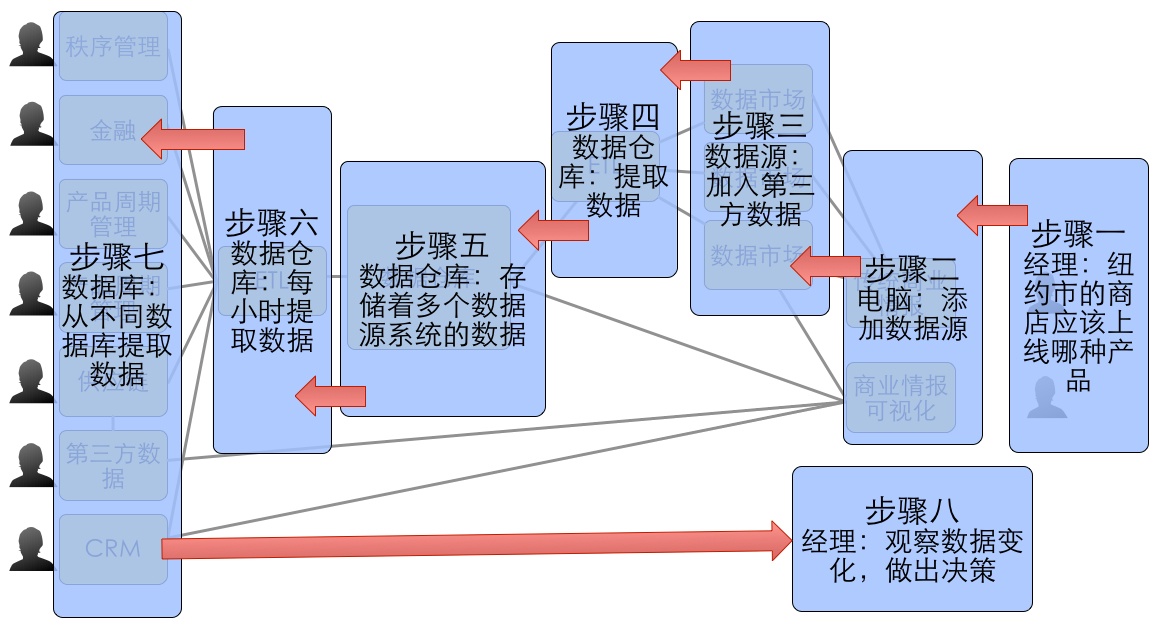 秩序管理
金融
产品周期
管理
步骤七
数据库：
从不同数
据库提取
数据
供应链
第三方数
据
CRM
步骤六
数据仓
库：每
小时提
取数据
ETL
步骤五
数据仓库：存
储着多个数据
源系统的数据
步骤四
数据仓
库：提取
数据
数据市场
步骤三
数据源：
加入第三
方数据
数据市场
步骤二
电脑：添
加数据源
商业情报
可视化
步骤一
经理：纽
约市的商
店应该上
线哪种产
品
步骤八
经理：观察数据变
化，做出决策